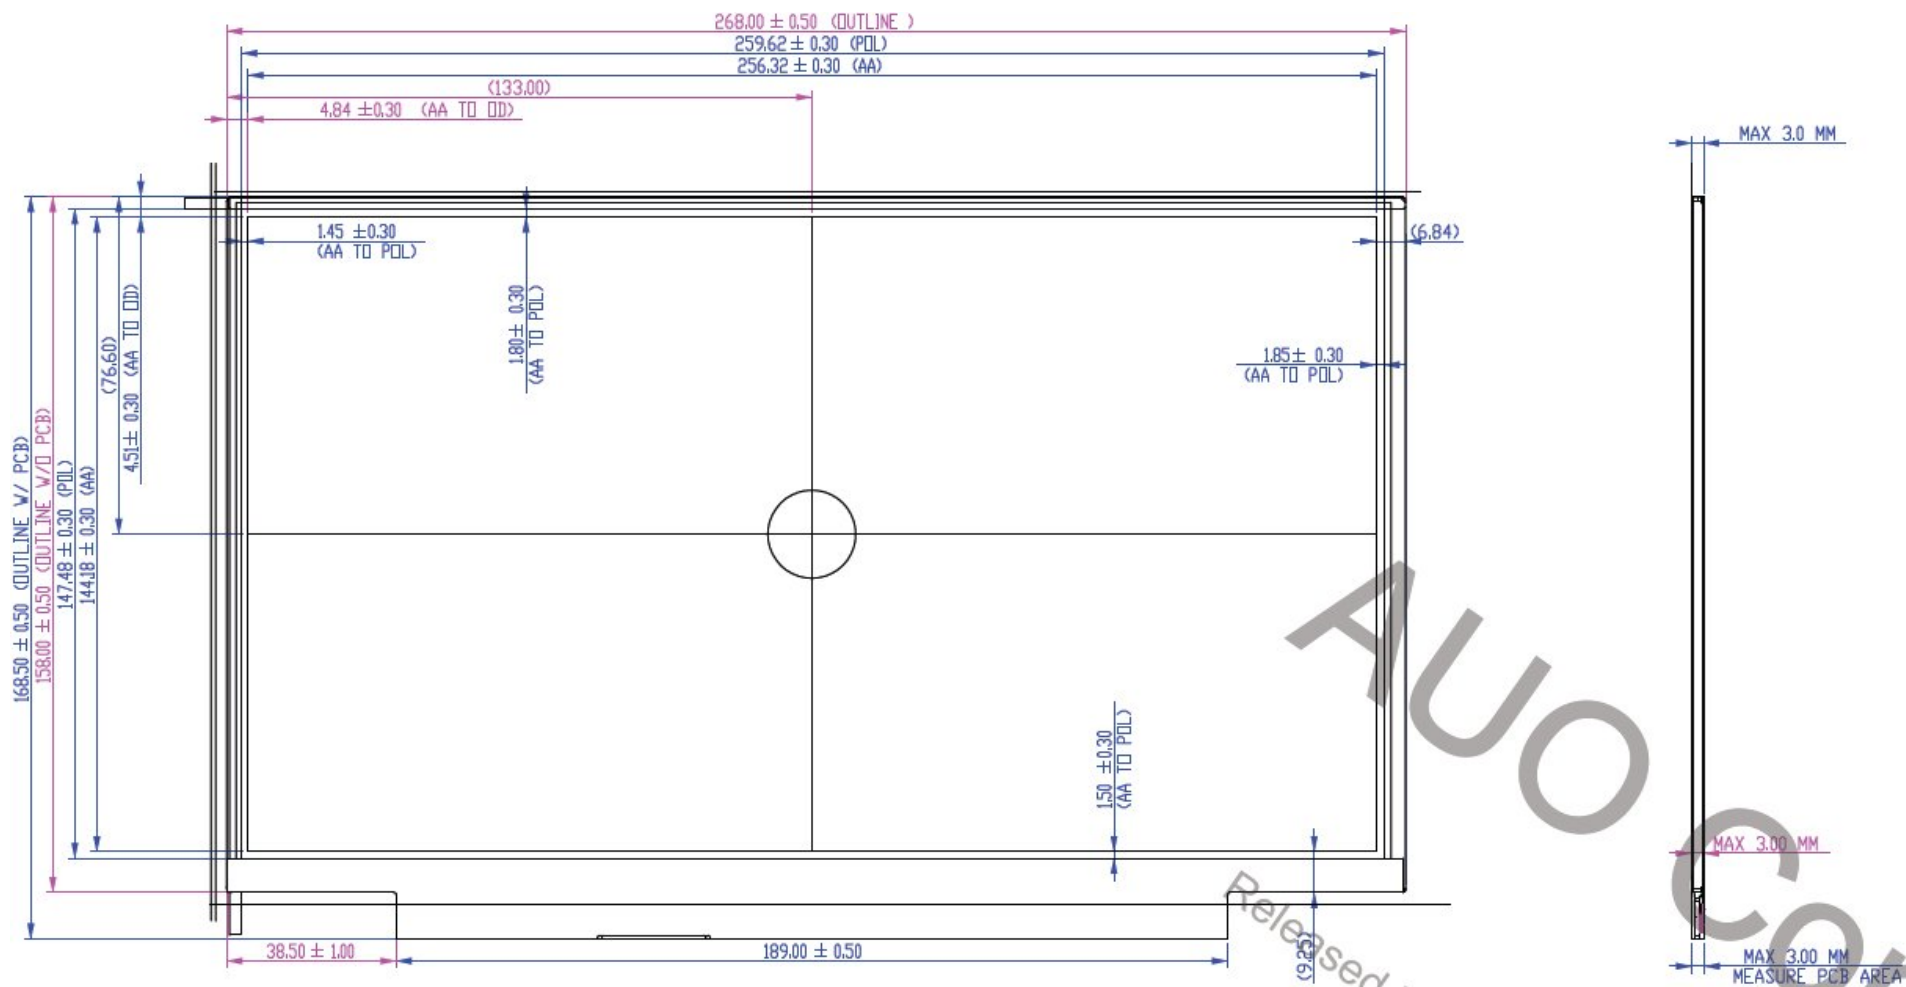 268.00 ± 0.50 (OUTLINE )
259.62 ± 0.30 (POL)
256.32 ± 0.30 (AA)
(133.00)
4.84 ±0.30 (AA TO OD)
MAX 3.0 MM
1.45 ±0.30
(AA TO POL)
(6.84)
1.80± 0.30
(AA TO POL)
4.51± 0.30 (AA TO OD)
(76.60)
1.85± 0.30
(AA TO POL)
168.50 ± 0.50 (OUTLINE W/ PCB)
158.00 ± 0.50 (OUTLINE W/O PCB)
147.48 ± 0.30 (POL)
144.18 ± 0.30 (AA)
1.50 ±0.30
(AA TO POL)
AUO Cor
MAX 3.00 MM
Released
38.50 ± 1.00
189.00 ± 0.50
(9.25)
MAX 3.00 MM
MEASURE PCB AREA